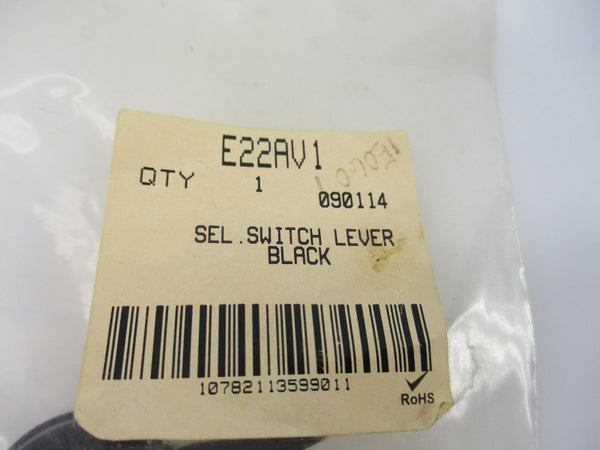 E22AV1
QTY 1 090114
SEL.SWITCH LEVER
BLACK
10782113599011
RoHS